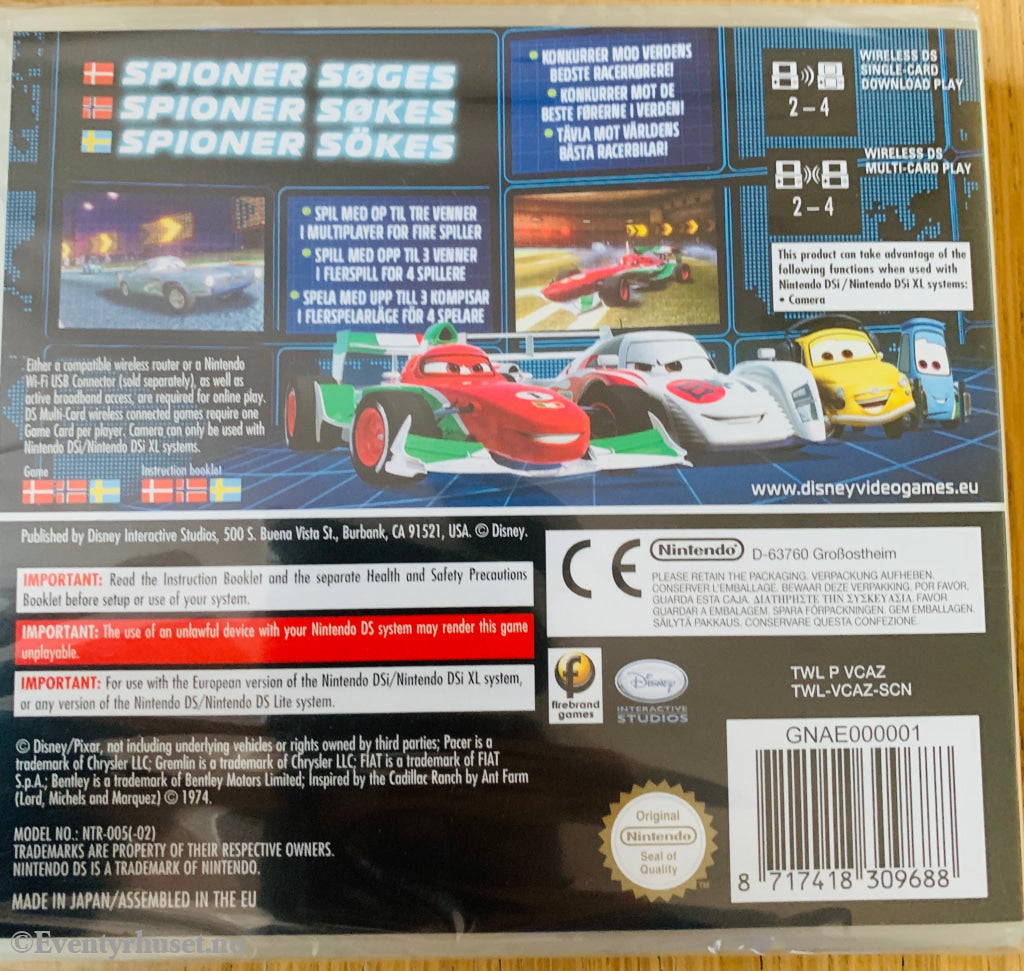 SPIONER SØGES
SPIONER SØKES
SPIONER SÖKES
• KONKURRER MOD VERDENS
BEDSTE RACERKØRERE!
• KONKURRER MOT DE
BESTE FØRERNE I VERDEN!
• TÄVLA MOT VÄRLDENS
BÄSTA RACERBILAR!
WIRELESS DS
SINGLE-CARD
DOWNLOAD PLAY
2 – 4
WIRELESS DS
MULTI-CARD PLAY
2 – 4
• SPIL MED OP TIL TRE VENNER
I MULTIPLAYER FOR FIRE SPILLER
• SPILL MED OPP TIL 3 VENNER
I FLERSPILL FOR 4 SPILLERE
• SPELA MED UPP TILL 3 KOMPISAR
I FLERSPELARLÄGE FÖR 4 SPELARE
This product can take advantage of the
following functions when used with
Nintendo DSi / Nintendo DSi XL systems:
• Camera
Either a compatible wireless router or a Nintendo
Wi-Fi USB Connector (sold separately), as well as
active broadband access, are required for online play.
DS Multi-Card wireless connected games require one
Game Card per player. Camera can only be used with
Nintendo DSi/Nintendo DSi XL systems.
Game Instruction booklet
1
www.disneyvideogames.eu
Published by Disney Interactive Studios, 500 S. Buena Vista St., Burbank, CA 91521, USA. © Disney.
IMPORTANT: Read the Instruction Booklet and the separate Health and Safety Precautions
Booklet before setup or use of your system.
IMPORTANT: The use of an unlawful device with your Nintendo DS system may render this game
unplayable.
IMPORTANT: For use with the European version of the Nintendo DSi/Nintendo DSi XL system,
or any version of the Nintendo DS/Nintendo DS Lite system.
CE Nintendo D-63760 Großostheim
PLEASE RETAIN THE PACKAGING. VERPACKUNG AUFHEBEN.
CONSERVER L'EMBALLAGE. BEWAAR DEZE VERPAKKING. POR FAVOR,
GUARDA ESTA CAJA. ΔΙΑΤΗΡΗΣΤΕ ΤΗΝ ΣΥΣΚΕΥΑΣΙΑ. FAVOR
GUARDAR A EMBALAGEM. SPARA FÖRPACKNINGEN. GEM EMBALLAGEN.
SÄILYTÄ PAKKAUS. CONSERVARE QUESTA CONFEZIONE.
f
firebrand
games
Disney
INTERACTIVE
STUDIOS
TWL P VCAZ
TWL-VCAZ-SCN
© Disney/Pixar, not including underlying vehicles or rights owned by third parties; Pacer is a
trademark of Chrysler LLC; Gremlin is a trademark of Chrysler LLC; FIAT is a trademark of FIAT
S.p.A.; Bentley is a trademark of Bentley Motors Limited; Inspired by the Cadillac Ranch by Ant Farm
(Lord, Michels and Marquez) © 1974.
MODEL NO.: NTR-005(-02)
TRADEMARKS ARE PROPERTY OF THEIR RESPECTIVE OWNERS.
NINTENDO DS IS A TRADEMARK OF NINTENDO.
MADE IN JAPAN/ASSEMBLED IN THE EU
Original
Nintendo
Seal of
Quality
GNAE000001
8 717418 309688
©Eventyrhuset.no